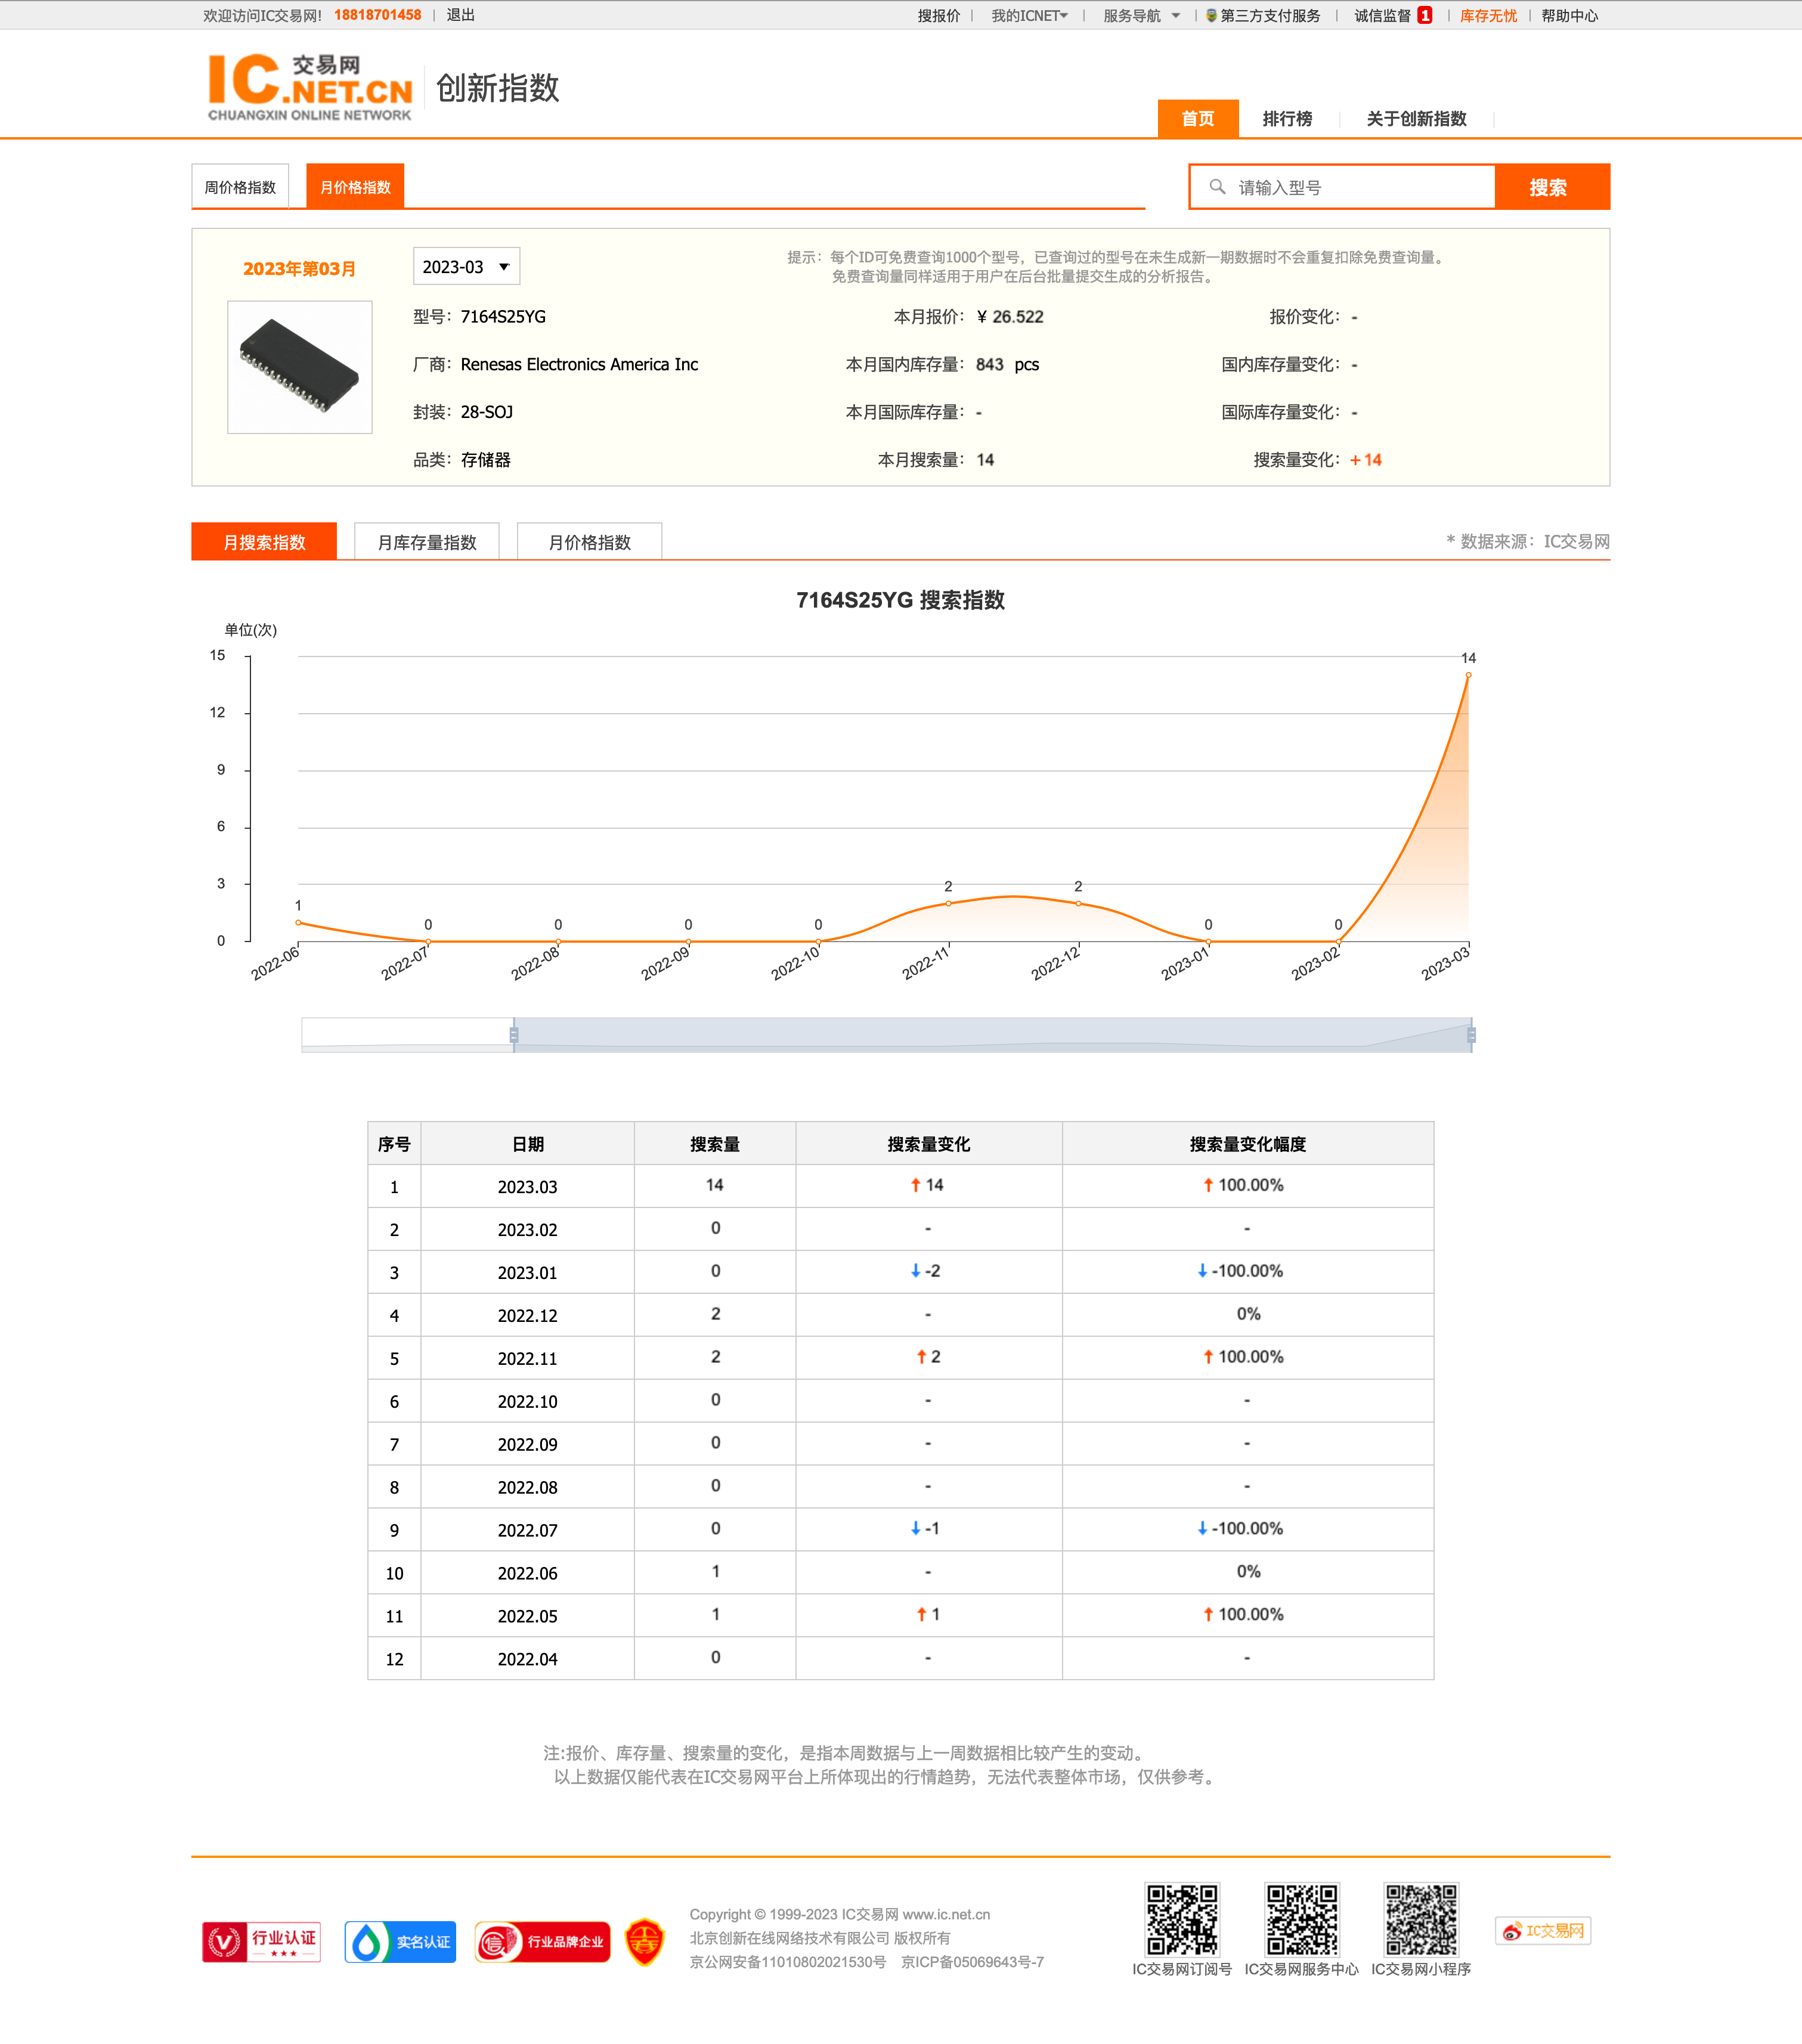 欢迎访问IC交易网! 18818701458 | 退出 搜报价 | 我的ICNET | 服务导航 | 第三方支付服务 | 诚信监督 1 | 库存无忧 | 帮助中心
IC 交易网
.NET.CN
CHUANGXIN ONLINE NETWORK
创新指数
首页 排行榜 关于创新指数
周价格指数 月价格指数 请输入型号 搜索
2023年第03月 2023-03
提示：每个ID可免费查询1000个型号，已查询过的型号在未生成新一期数据时不会重复扣除免费查询量。
免费查询量同样适用于用户在后台批量提交生成的分析报告。
型号：7164S25YG 本月报价：¥ 26.522 报价变化：-
厂商：Renesas Electronics America Inc 本月国内库存量：843 pcs 国内库存量变化：-
封装：28-SOJ 本月国际库存量：- 国际库存量变化：-
品类：存储器 本月搜索量：14 搜索量变化：+14
月搜索指数 月库存量指数 月价格指数 * 数据来源：IC交易网
7164S25YG 搜索指数
单位(次)
15
12
9
6
3
0
1 0 0 0 0 2 2 0 0 14
2022-06 2022-07 2022-08 2022-09 2022-10 2022-11 2022-12 2023-01 2023-02 2023-03
序号 日期 搜索量 搜索量变化 搜索量变化幅度
1 2023.03 14 ↑ 14 ↑ 100.00%
2 2023.02 0 - -
3 2023.01 0 ↓ -2 ↓ -100.00%
4 2022.12 2 - 0%
5 2022.11 2 ↑ 2 ↑ 100.00%
6 2022.10 0 - -
7 2022.09 0 - -
8 2022.08 0 - -
9 2022.07 0 ↓ -1 ↓ -100.00%
10 2022.06 1 - 0%
11 2022.05 1 ↑ 1 ↑ 100.00%
12 2022.04 0 - -
注:报价、库存量、搜索量的变化，是指本周数据与上一周数据相比较产生的变动。
以上数据仅能代表在IC交易网平台上所体现出的行情趋势，无法代表整体市场，仅供参考。
行业认证
实名认证
信 行业品牌企业
Copyright © 1999-2023 IC交易网 www.ic.net.cn
北京创新在线网络技术有限公司 版权所有
京公网安备11010802021530号 京ICP备05069643号-7
IC交易网订阅号 IC交易网服务中心 IC交易网小程序
IC交易网